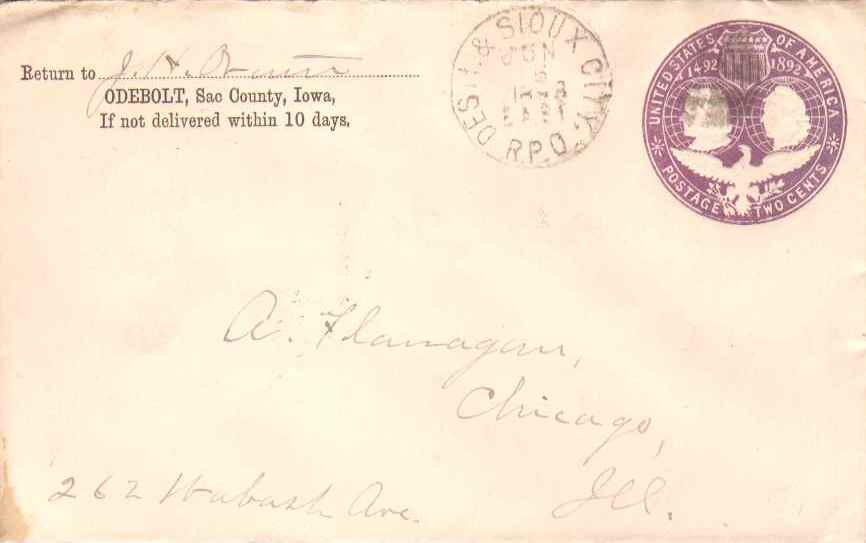 Return to J. H.
ODEBOLT, Sac County, Iowa,
If not delivered within 10 days.
& SIOUX CITY.
JUN
R.P.O.
UNITED STATES OF AMERICA
1492 1892
POSTAGE TWO CENTS
A. Flanagan,
Chicago,
Ill.
262 Wabash Ave.